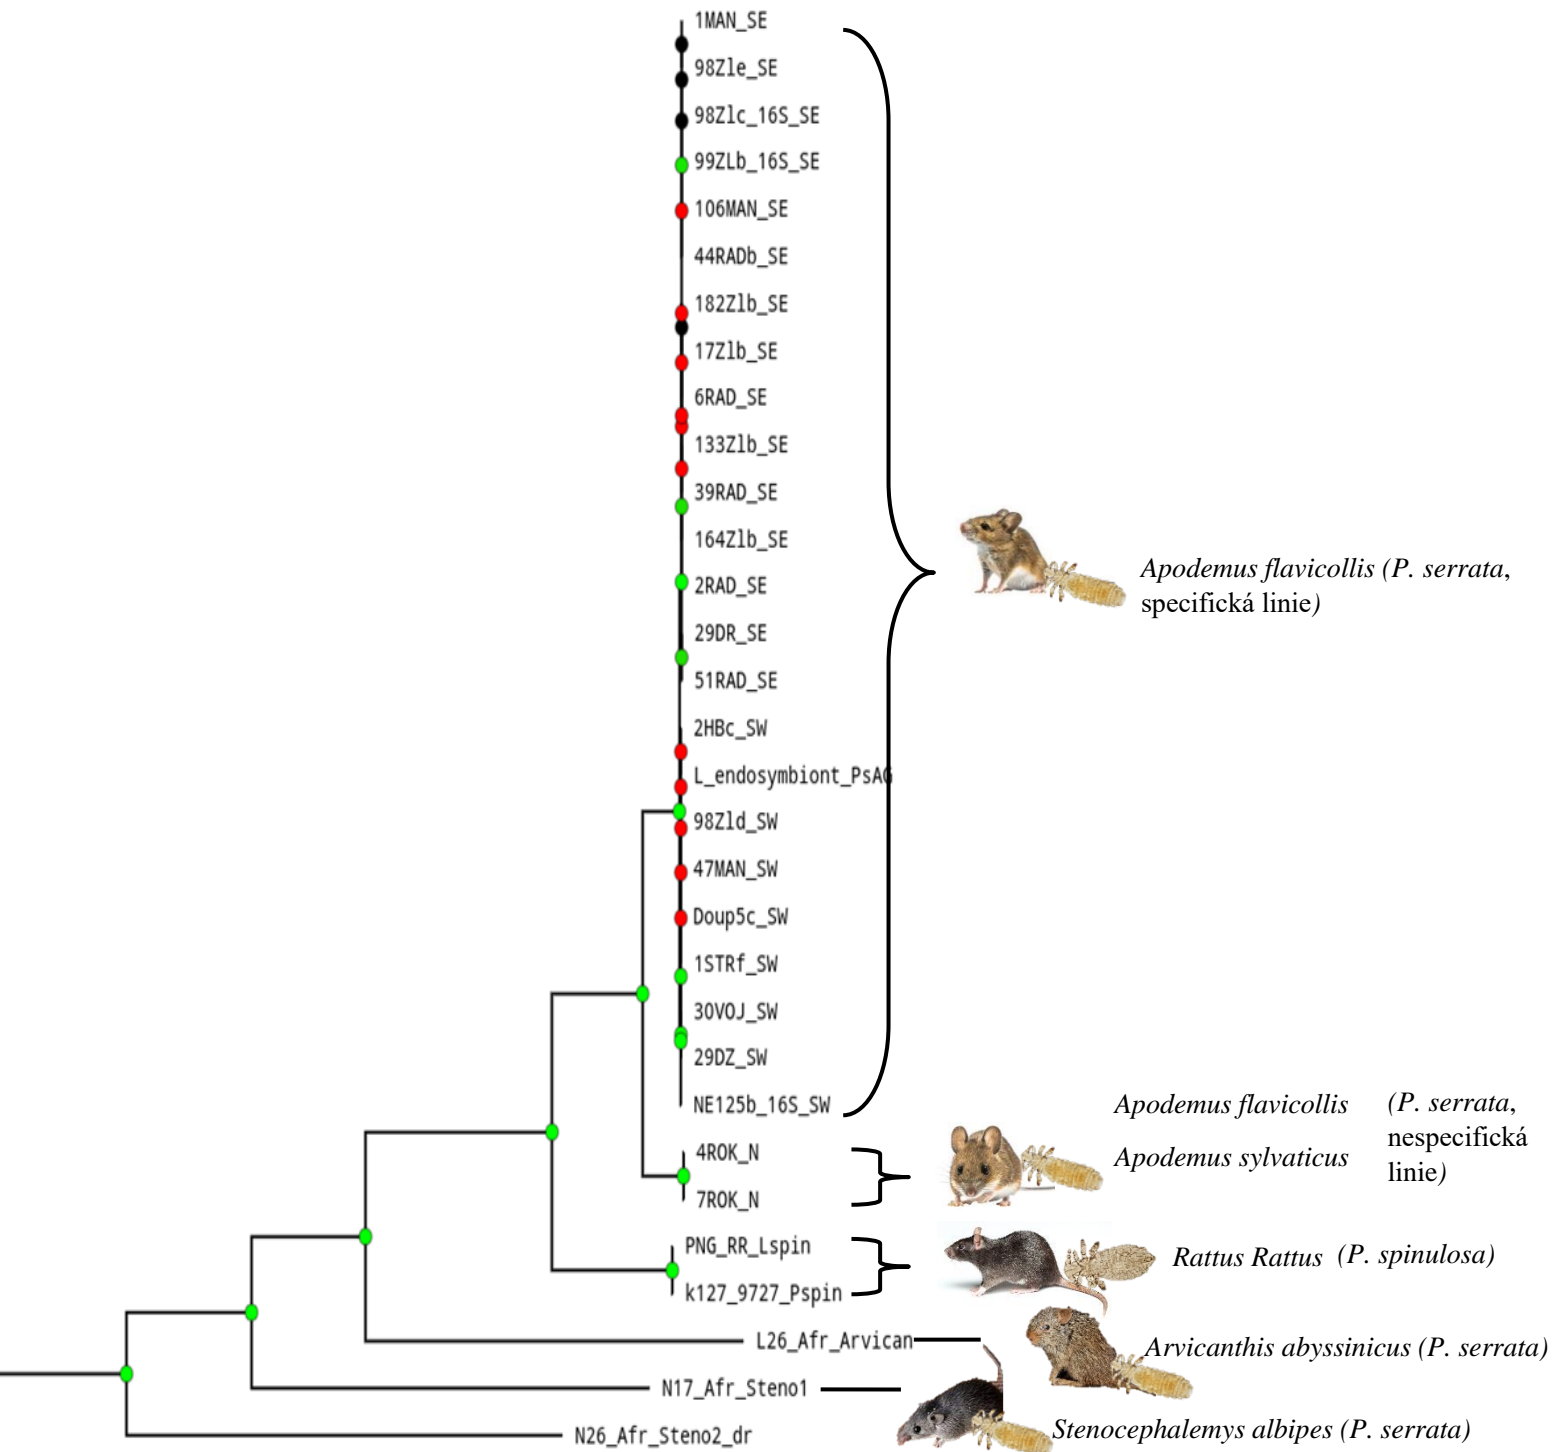 1MAN_SE
98Zle_SE
98Zlc_16S_SE
99ZLb_16S_SE
106MAN_SE
44RADb_SE
182Zlb_SE
17Zlb_SE
6RAD_SE
133Zlb_SE
39RAD_SE
164Zlb_SE
2RAD_SE
29DR_SE
51RAD_SE
2HBc_SW
L_endosymbiont_PsAG
98Zld_SW
47MAN_SW
Doup5c_SW
1STRf_SW
30VOJ_SW
29DZ_SW
NE125b_16S_SW
Apodemus flavicollis (P. serrata,
specifická linie)
4ROK_N
7ROK_N
Apodemus flavicollis
Apodemus sylvaticus
(P. serrata,
nespecifická
linie)
PNG_RR_Lspin
k127_9727_Pspin
Rattus Rattus (P. spinulosa)
L26_Afr_Arvican
Arvicanthis abyssinicus (P. serrata)
N17_Afr_Steno1
N26_Afr_Steno2_dr
Stenocephalemys albipes (P. serrata)